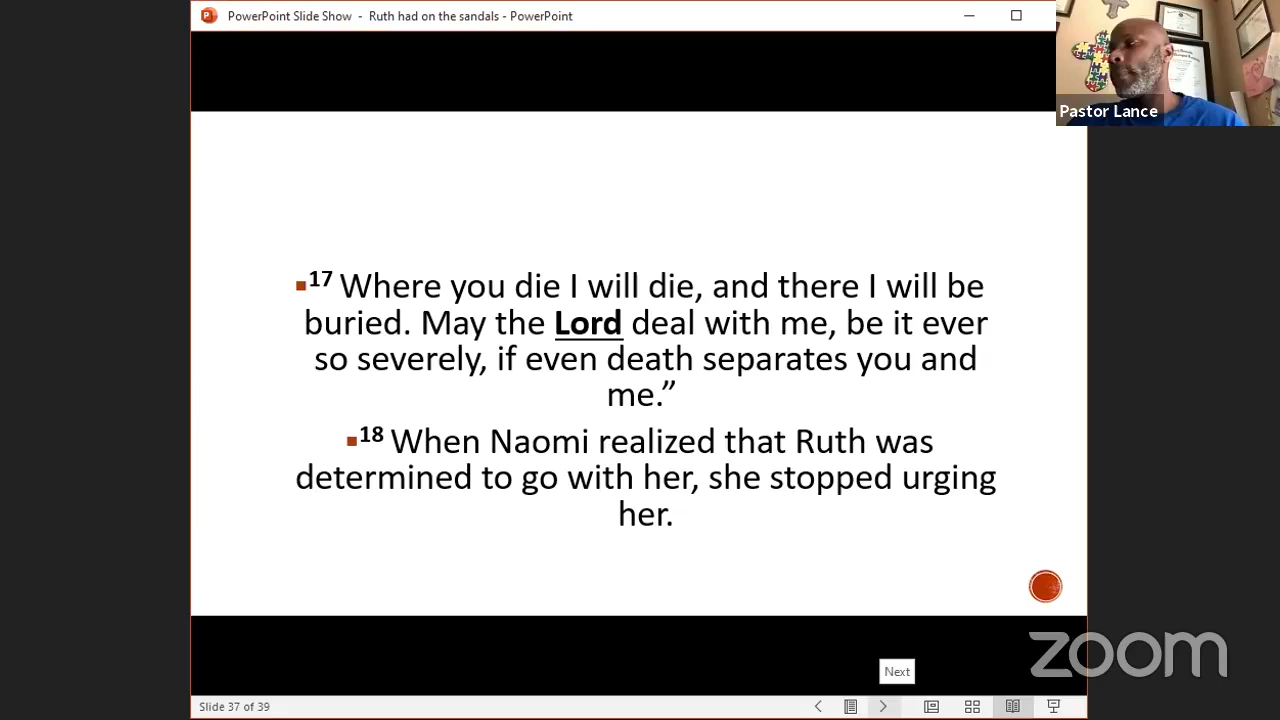 PowerPoint Slide Show - Ruth had on the sandals - PowerPoint
Pastor Lance
17 Where you die I will die, and there I will be
buried. May the Lord deal with me, be it ever
so severely, if even death separates you and
me.”
18 When Naomi realized that Ruth was
determined to go with her, she stopped urging
her.
zoom
Next
Slide 37 of 39